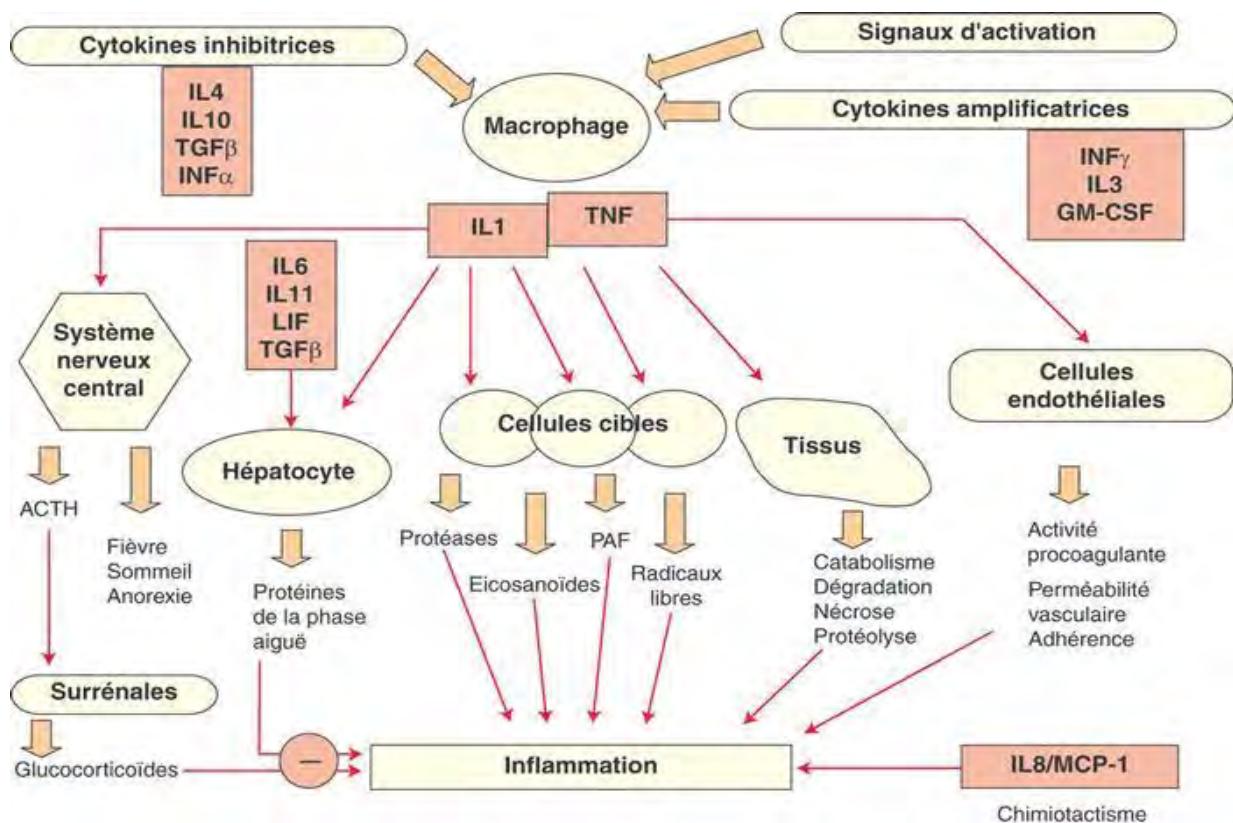 Cytokines inhibitrices
IL4
IL10
TGFβ
INFα
Signaux d'activation
Cytokines amplificatrices
INFγ
IL3
GM-CSF
Macrophage
IL1
TNF
IL6
IL11
LIF
TGFβ
Système
nerveux
central
Hépatocyte
Cellules cibles
Tissus
Cellules
endothéliales
ACTH
Fièvre
Sommeil
Anorexie
Protéines
de la phase
aiguë
Protéases
Eicosanoïdes
PAF
Radicaux
libres
Catabolisme
Dégradation
Nécrose
Protéolyse
Activité
procoagulante
Perméabilité
vasculaire
Adhérence
Surrénales
Glucocorticoïdes
–
Inflammation
IL8/MCP-1
Chimiotactisme